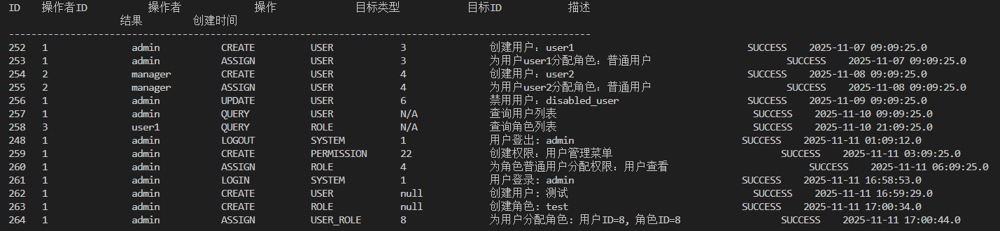 ID 操作者ID 操作者 操作 目标类型 目标ID 描述
结果 创建时间
--------------------------------------------------------------------------------------------------------
252 1 admin CREATE USER 3 创建用户：user1 SUCCESS 2025-11-07 09:09:25.0
253 1 admin ASSIGN USER 3 为用户user1分配角色：普通用户 SUCCESS 2025-11-07 09:09:25.0
254 2 manager CREATE USER 4 创建用户：user2 SUCCESS 2025-11-08 09:09:25.0
255 2 manager ASSIGN USER 4 为用户user2分配角色：普通用户 SUCCESS 2025-11-08 09:09:25.0
256 1 admin UPDATE USER 6 禁用用户：disabled_user SUCCESS 2025-11-09 09:09:25.0
257 1 admin QUERY USER N/A 查询用户列表 SUCCESS 2025-11-10 09:09:25.0
258 3 user1 QUERY ROLE N/A 查询角色列表 SUCCESS 2025-11-10 21:09:25.0
248 1 admin LOGOUT SYSTEM 1 用户登出: admin SUCCESS 2025-11-11 01:09:12.0
259 1 admin CREATE PERMISSION 22 创建权限：用户管理菜单 SUCCESS 2025-11-11 03:09:25.0
260 1 admin ASSIGN ROLE 4 为角色普通用户分配权限：用户查看 SUCCESS 2025-11-11 06:09:25.0
261 1 admin LOGIN SYSTEM 1 用户登录: admin SUCCESS 2025-11-11 16:58:53.0
262 1 admin CREATE USER null 创建用户: 测试 SUCCESS 2025-11-11 16:59:29.0
263 1 admin CREATE ROLE null 创建角色: test SUCCESS 2025-11-11 17:00:34.0
264 1 admin ASSIGN USER_ROLE 8 为用户分配角色: 用户ID=8, 角色ID=8 SUCCESS 2025-11-11 17:00:44.0